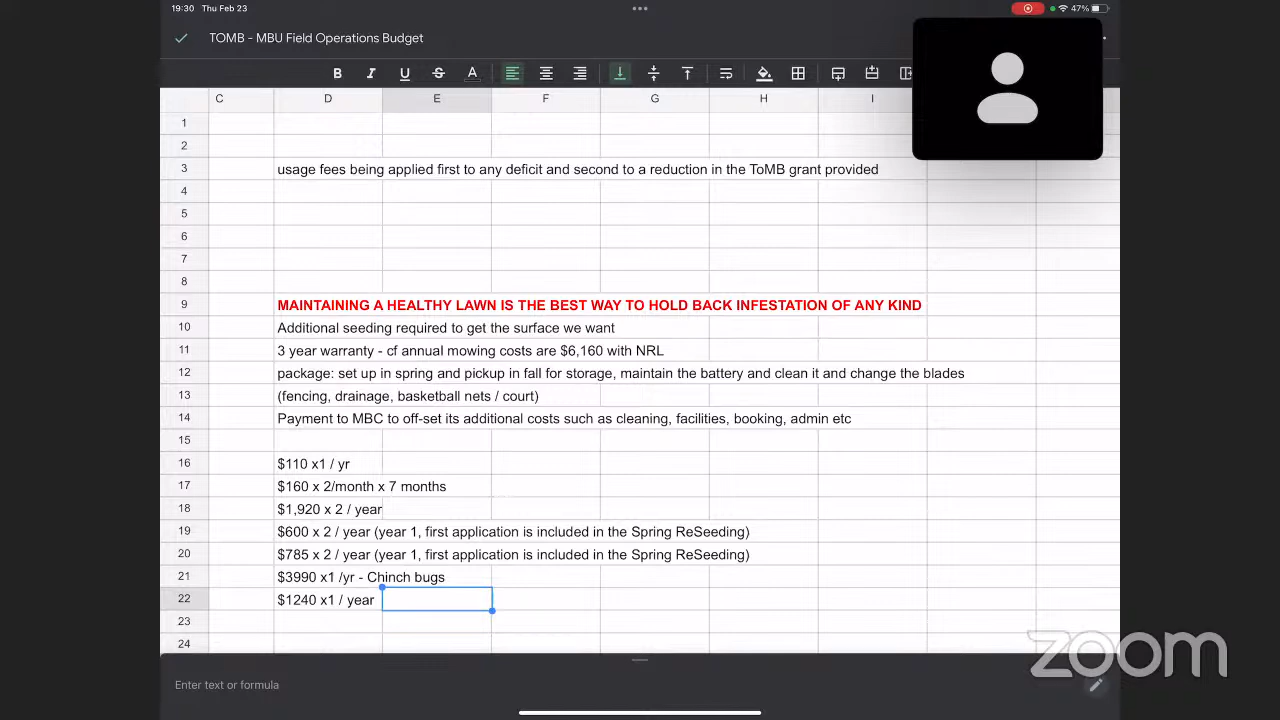 19:30 Thu Feb 23
47%
TOMB - MBU Field Operations Budget
B I U S A
C D E F G H I
1
2
3 usage fees being applied first to any deficit and second to a reduction in the ToMB grant provided
4
5
6
7
8
9 MAINTAINING A HEALTHY LAWN IS THE BEST WAY TO HOLD BACK INFESTATION OF ANY KIND
10 Additional seeding required to get the surface we want
11 3 year warranty - cf annual mowing costs are $6,160 with NRL
12 package: set up in spring and pickup in fall for storage, maintain the battery and clean it and change the blades
13 (fencing, drainage, basketball nets / court)
14 Payment to MBC to off-set its additional costs such as cleaning, facilities, booking, admin etc
15
16 $110 x1 / yr
17 $160 x 2/month x 7 months
18 $1,920 x 2 / year
19 $600 x 2 / year (year 1, first application is included in the Spring ReSeeding)
20 $785 x 2 / year (year 1, first application is included in the Spring ReSeeding)
21 $3990 x1 /yr - Chinch bugs
22 $1240 x1 / year
23
24
zoom
Enter text or formula